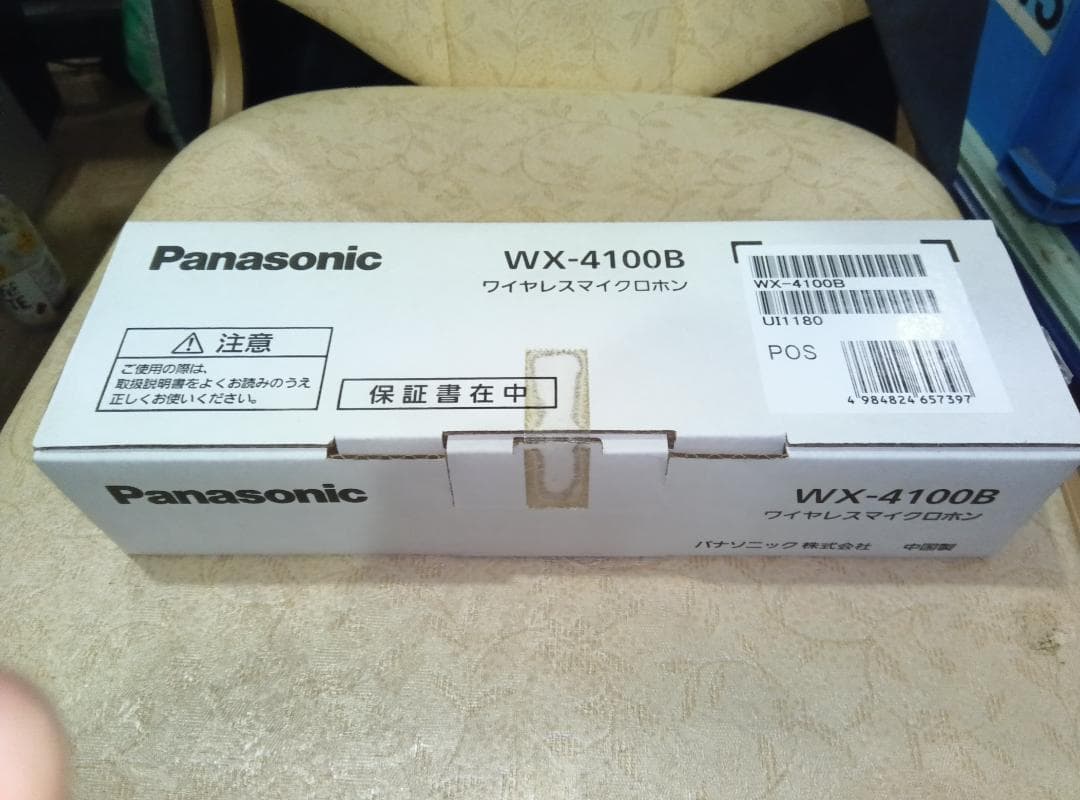 Panasonic
WX-4100B
ワイヤレスマイクロホン
WX-4100B
UI1180
POS
4 984824 657397
注意
ご使用の際は、
取扱説明書をよくお読みのうえ
正しくお使いください。
保証書在中
Panasonic
WX-4100B
ワイヤレスマイクロホン
パナソニック株式会社 中国製